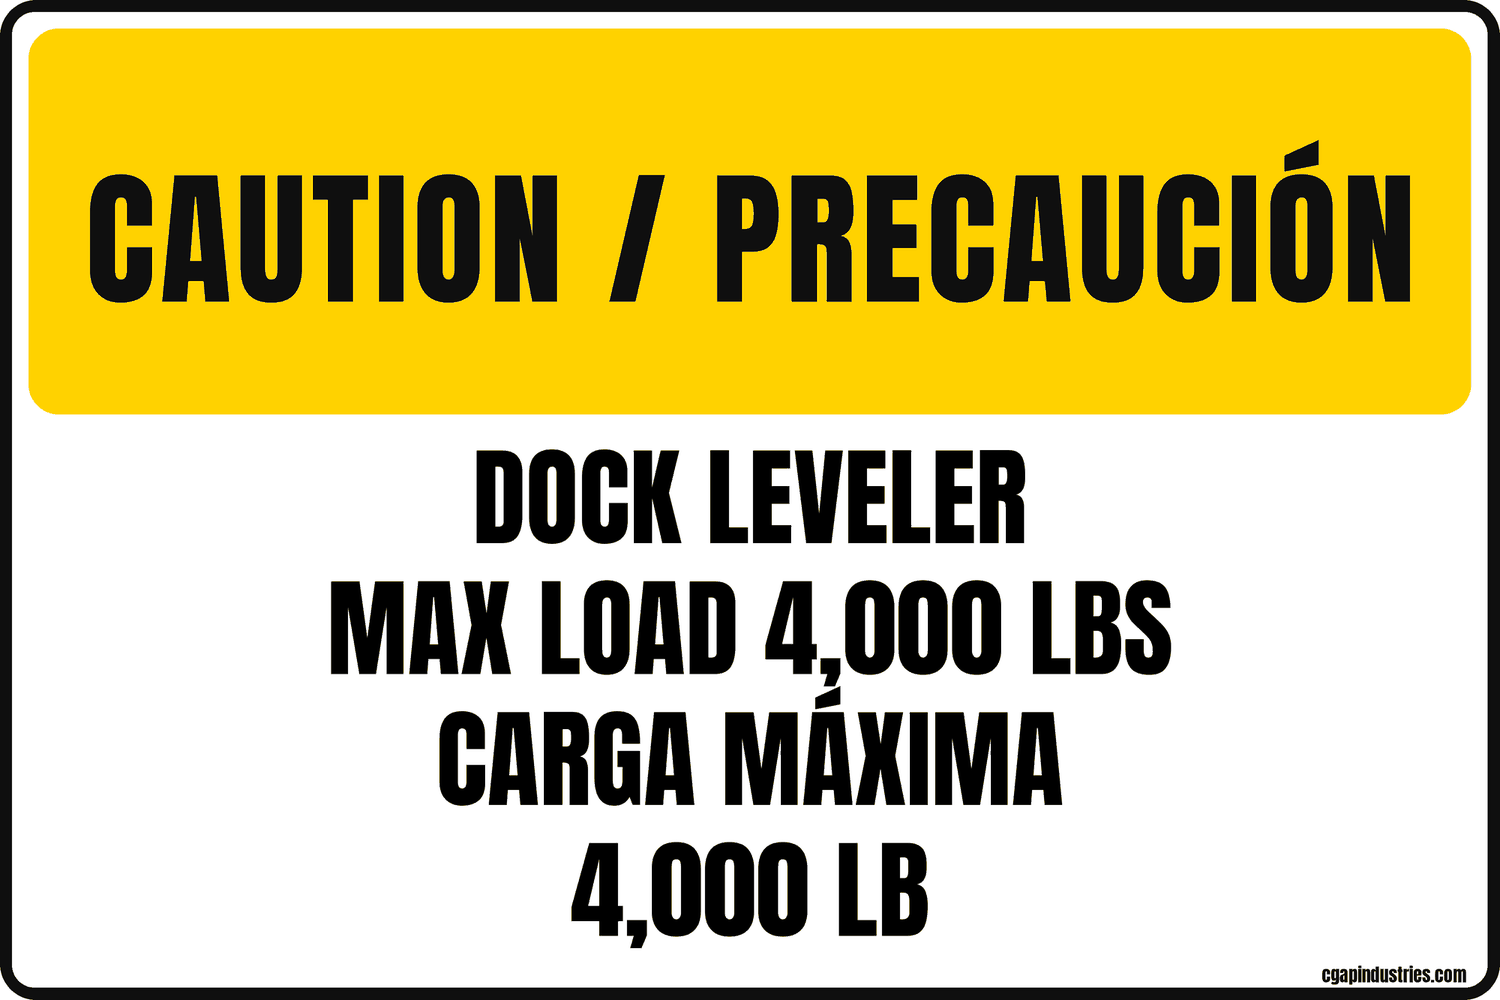 CAUTION / PRECAUCIÓN
DOCK LEVELER
MAX LOAD 4,000 LBS
CARGA MÁXIMA
4,000 LB
cgapindustries.com